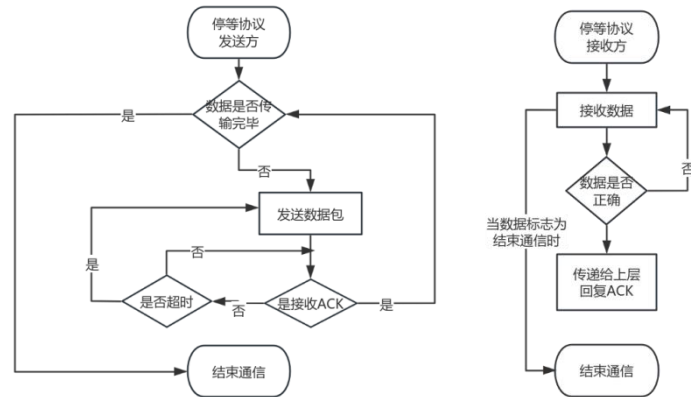 停等协议
发送方
数据是否传
输完毕
是
否
发送数据包
是
否
是否超时
否
是接收ACK
是
结束通信
停等协议
接收方
接收数据
否
数据是否
正确
当数据标志为
结束通信时
传递给上层
回复ACK
结束通信